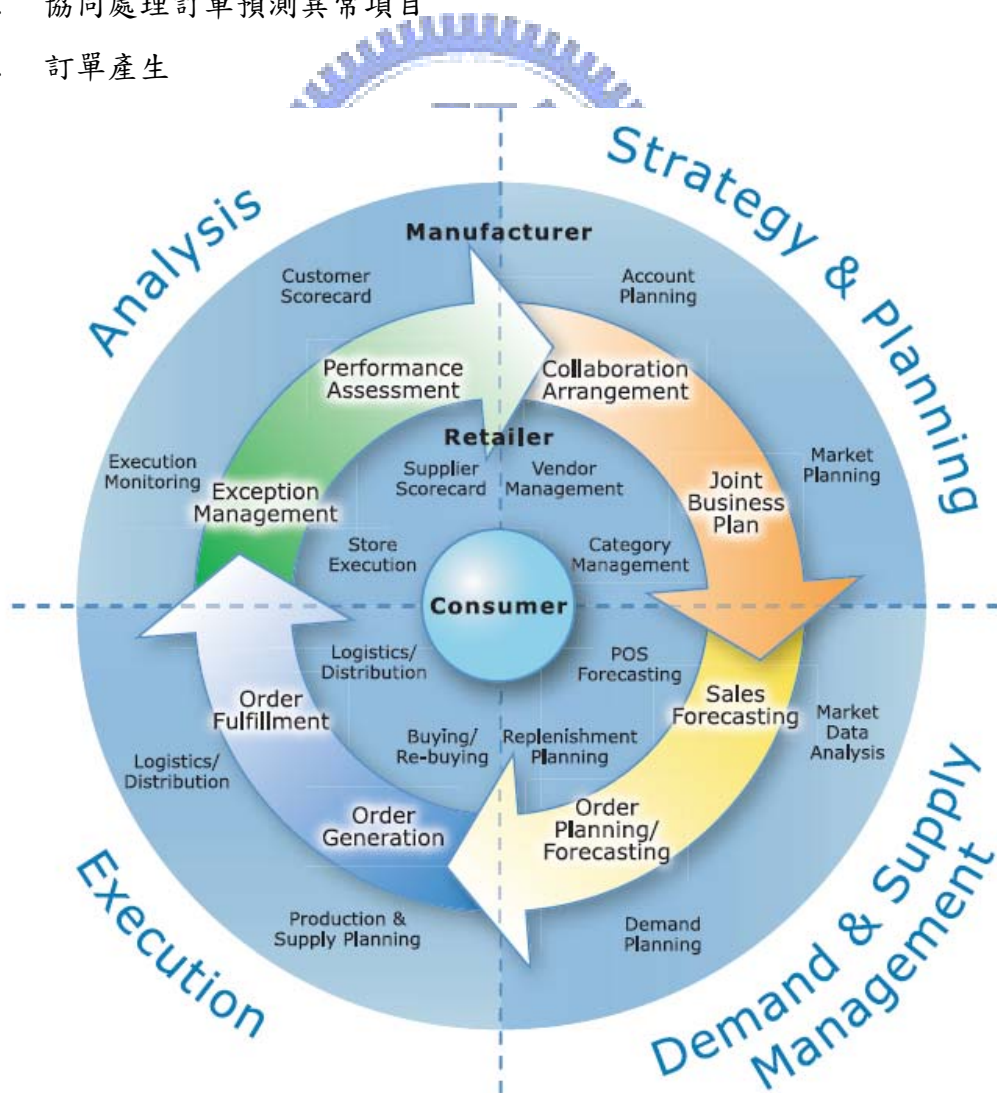 協同處理訂單預測異常項目
訂單產生
Strategy & Planning
Analysis
Manufacturer
Customer
Scorecard
Account
Planning
Performance
Assessment
Collaboration
Arrangement
Retailer
Supplier
Scorecard
Vendor
Management
Execution
Monitoring
Market
Planning
Exception
Management
Joint
Business
Plan
Store
Execution
Category
Management
Consumer
Logistics/
Distribution
POS
Forecasting
Order
Fulfillment
Sales
Forecasting
Market
Data
Analysis
Buying/
Re-buying
Replenishment
Planning
Logistics/
Distribution
Order
Generation
Order
Planning/
Forecasting
Production &
Supply Planning
Demand
Planning
Execution
Demand & Supply
Management